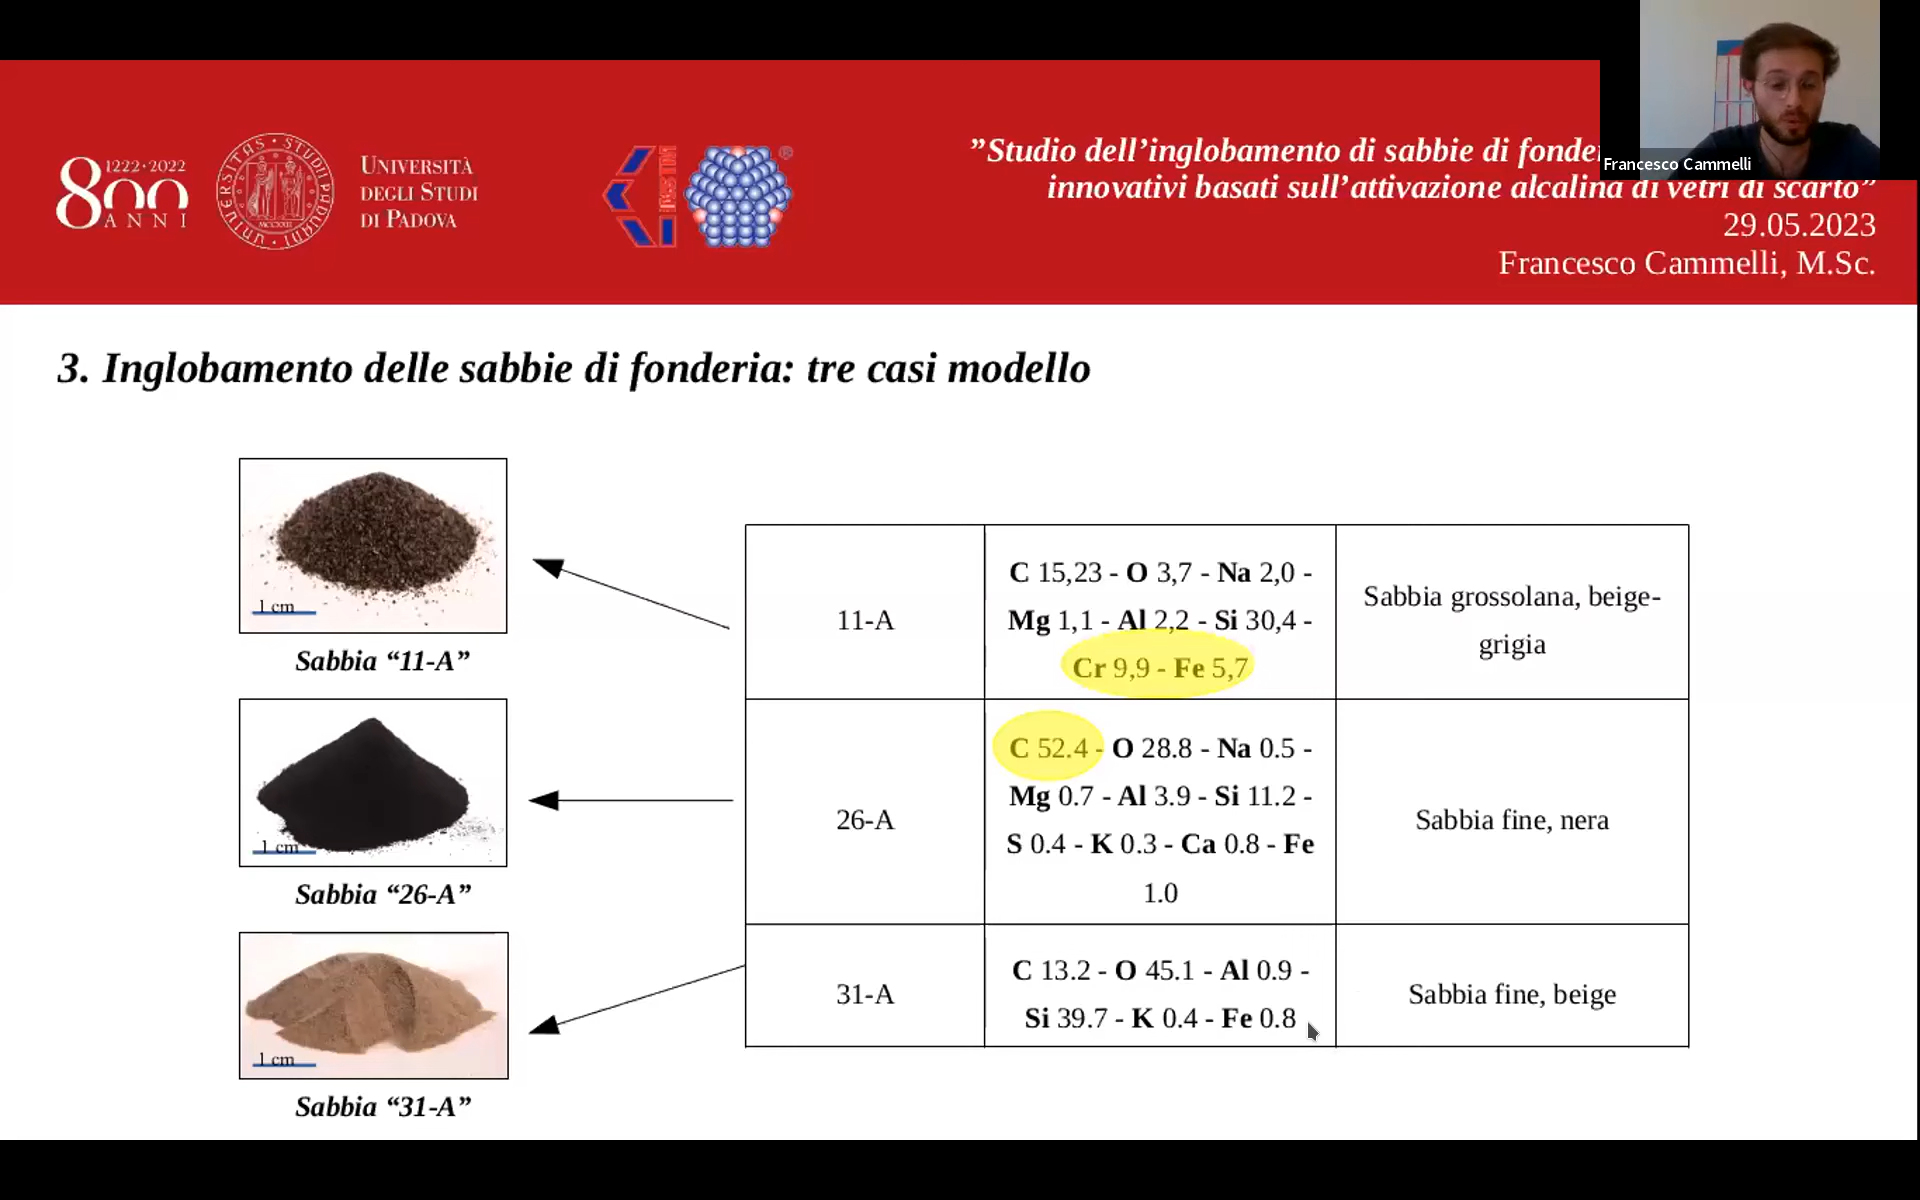 1222·2022
800
ANNI
UNIVERSITÀ
DEGLI STUDI
DI PADOVA
”Studio dell’inglobamento di sabbie di
innovativi basati sull’attivazione alcalina di vetri di scarto”
29.05.2023
Francesco Cammelli, M.Sc.
Francesco Cammelli
3. Inglobamento delle sabbie di fonderia: tre casi modello
1 cm
Sabbia “11-A”
1 cm
Sabbia “26-A”
1 cm
Sabbia “31-A”
11-A
C 15,23 - O 3,7 - Na 2,0 -
Mg 1,1 - Al 2,2 - Si 30,4 -
Cr 9,9 - Fe 5,7
Sabbia grossolana, beige-
grigia
26-A
C 52.4 - O 28.8 - Na 0.5 -
Mg 0.7 - Al 3.9 - Si 11.2 -
S 0.4 - K 0.3 - Ca 0.8 - Fe
1.0
Sabbia fine, nera
31-A
C 13.2 - O 45.1 - Al 0.9 -
Si 39.7 - K 0.4 - Fe 0.8
Sabbia fine, beige